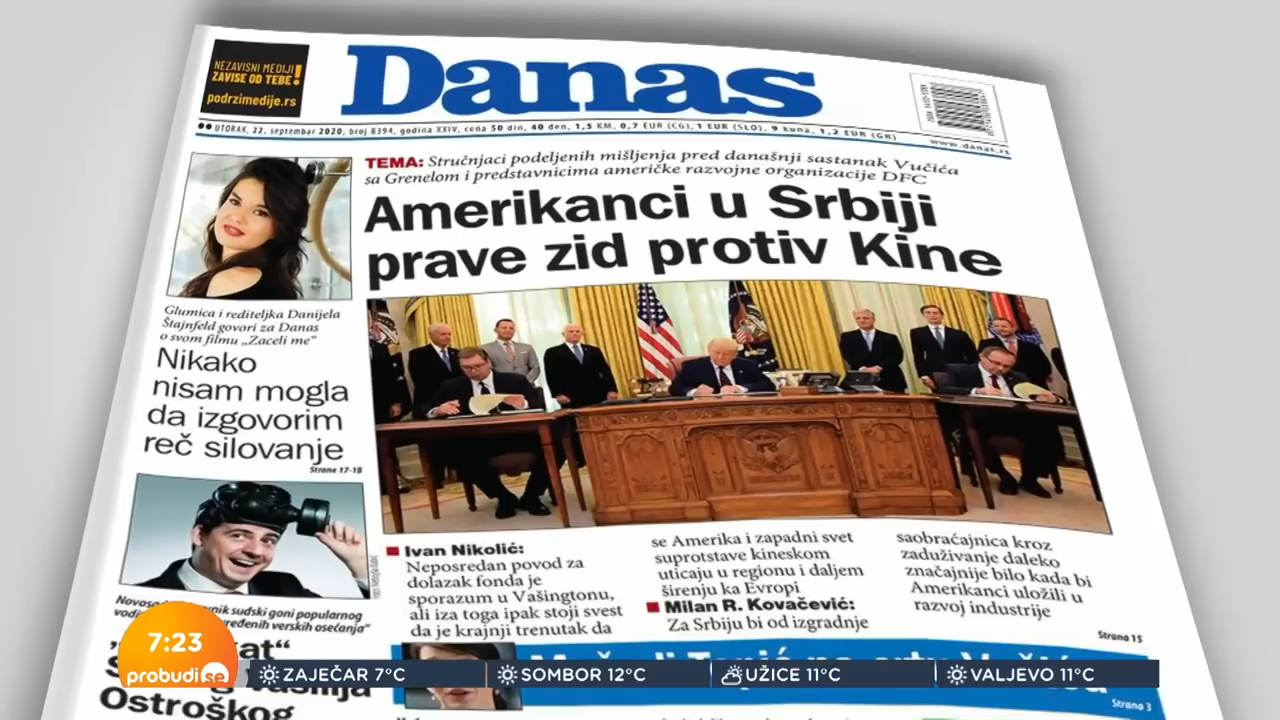 NEZAVISNI MEDIJI
ZAVISE OD TEBE!
podrzimedije.rs
Danas
UTORAK, 22. septembar 2020, broj 8394, godina XXIV, cena 50 din, 40 den, 1,5 KM, 0,7 EUR (CG), 1 EUR (SLO), 9 kuna, 1,2 EUR (GR)
www.danas.rs
TEMA: Stručnjaci podeljenih mišljenja pred današnji sastanak Vučića
sa Grenelom i predstavnicima američke razvojne organizacije DFC
Amerikanci u Srbiji
prave zid protiv Kine
Glumica i rediteljka Danijela
Štajnfeld govori za Danas
o svom filmu „Zaceli me“
Nikako
nisam mogla
da izgovorim
reč silovanje
Strane 17-18
Ivan Nikolić:
Neposredan povod za
dolazak fonda je
sporazum u Vašingtonu,
ali iza toga ipak stoji svest
da je krajnji trenutak da
se Amerika i zapadni svet
suprotstave kineskom
uticaju u regionu i daljem
širenju ka Evropi
Milan R. Kovačević:
Za Srbiju bi od izgradnje
saobraćajnica kroz
zaduživanje daleko
značajnije bilo kada bi
Amerikanci uložili u
razvoj industrije
Strana 15
sudski goni popularnog
verskih osećanja“
Vasilija
Ostroškog
Strana 3
7:23
probudi se
ZAJEČAR 7°C
SOMBOR 12°C
UŽICE 11°C
VALJEVO 11°C